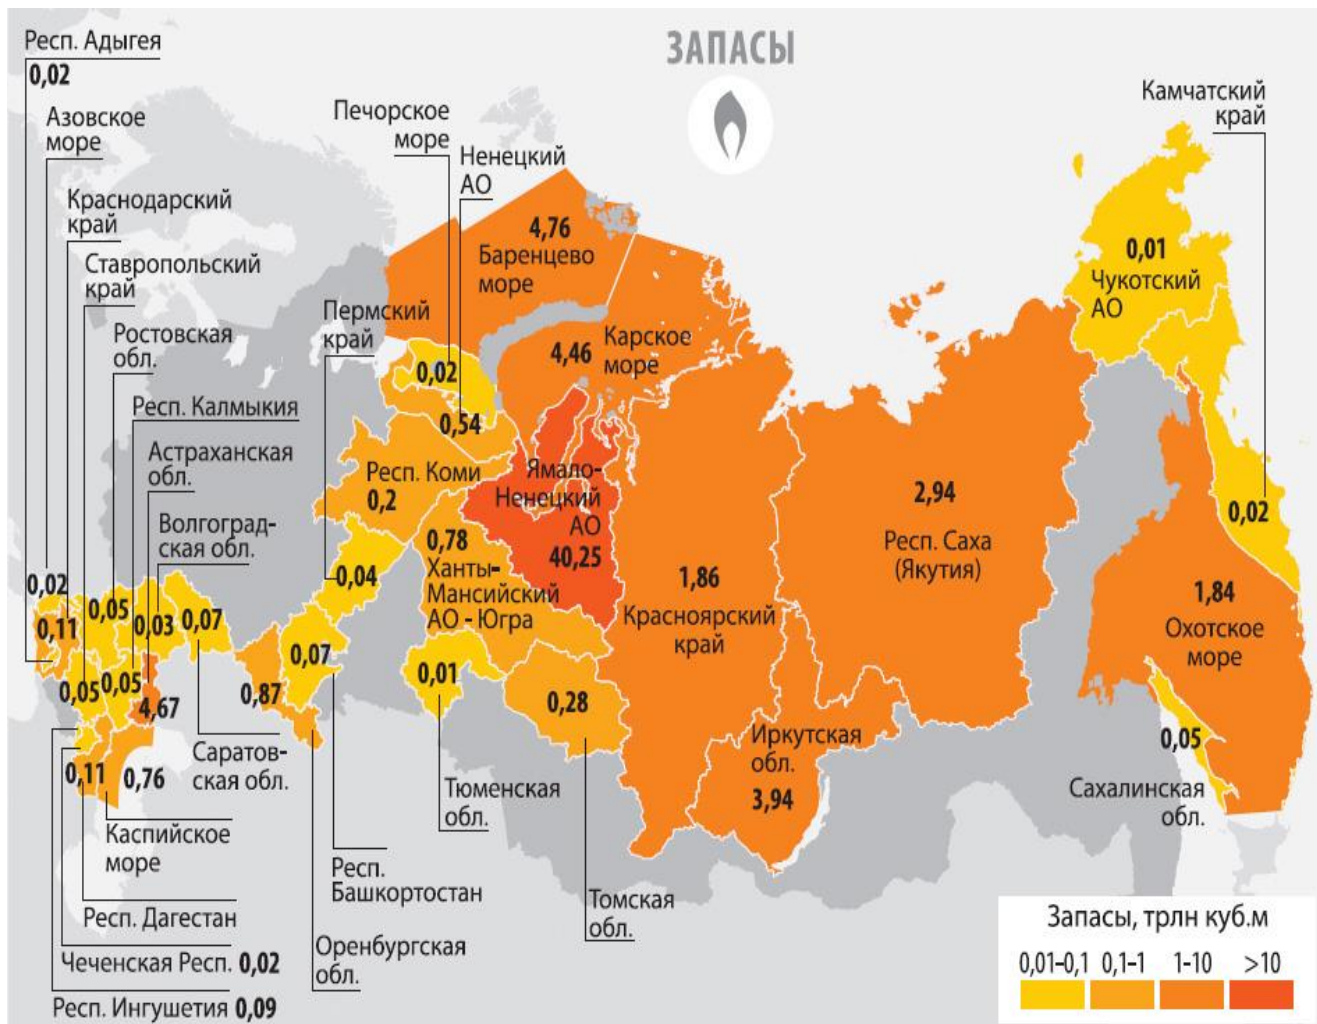 ЗАПАСЫ
Респ. Адыгея
0,02
Азовское
море
Краснодарский
край
Ставропольский
край
Ростовская
обл.
Респ. Калмыкия
Астраханская
обл.
Волгоград-
ская обл.
Печорское
море
Ненецкий
АО
Пермский
край
4,76
Баренцево
море
4,46
Карское
море
0,02
0,54
Респ. Коми
0,2
Ямало-
Ненецкий
АО
40,25
0,78
Ханты-
Мансийский
АО - Югра
0,04
Камчатский
край
0,01
Чукотский
АО
0,02
2,94
Респ. Саха
(Якутия)
1,86
Красноярский
край
1,84
Охотское
море
0,02
0,11
0,05
0,03
0,07
0,05
0,05
4,67
0,87
0,07
0,01
0,28
Иркутская
обл.
3,94
0,05
Сахалинская
обл.
0,11
0,76
Саратов-
ская обл.
Тюменская
обл.
Каспийское
море
Респ.
Башкортостан
Томская
обл.
Респ. Дагестан
Чеченская Респ. 0,02
Оренбургская
обл.
Респ. Ингушетия 0,09
Запасы, трлн куб.м
0,01–0,1 0,1–1 1-10 >10